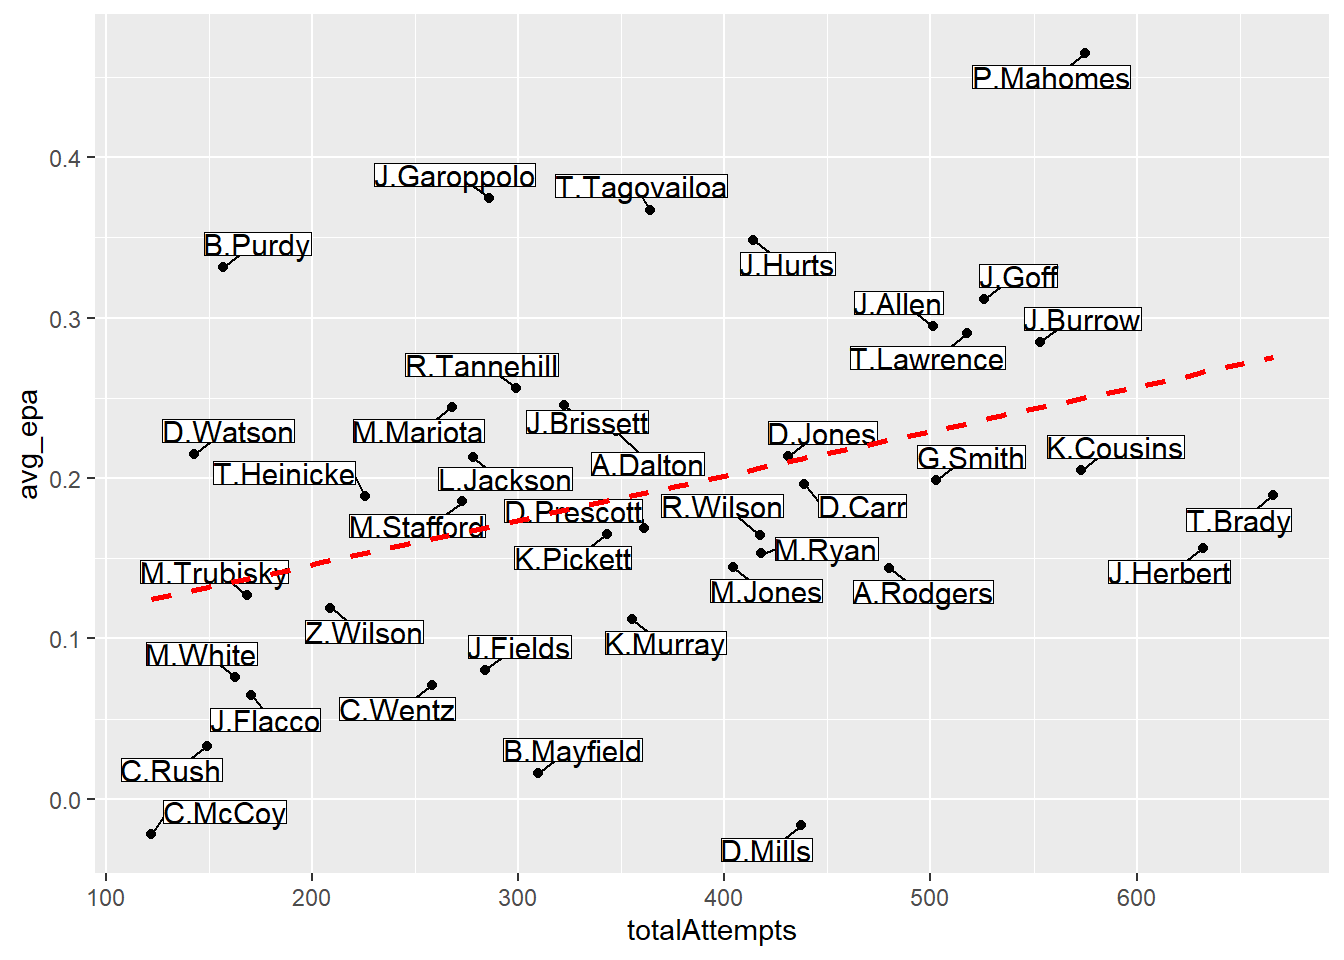 P.Mahomes
0.4
J.Garoppolo
T.Tagovailoa
B.Purdy
J.Hurts
J.Goff
J.Allen
0.3
J.Burrow
T.Lawrence
R.Tannehill
J.Brissett
D.Watson
M.Mariota
D.Jones
avg_epa
K.Cousins
G.Smith
A.Dalton
T.Heinicke
L.Jackson
0.2
D.Prescott
R.Wilson
D.Carr
T.Brady
M.Stafford
M.Ryan
K.Pickett
M.Trubisky
J.Herbert
M.Jones
A.Rodgers
Z.Wilson
0.1
K.Murray
J.Fields
M.White
C.Wentz
J.Flacco
B.Mayfield
C.Rush
0.0
C.McCoy
D.Mills
100 200 300 400 500 600
totalAttempts